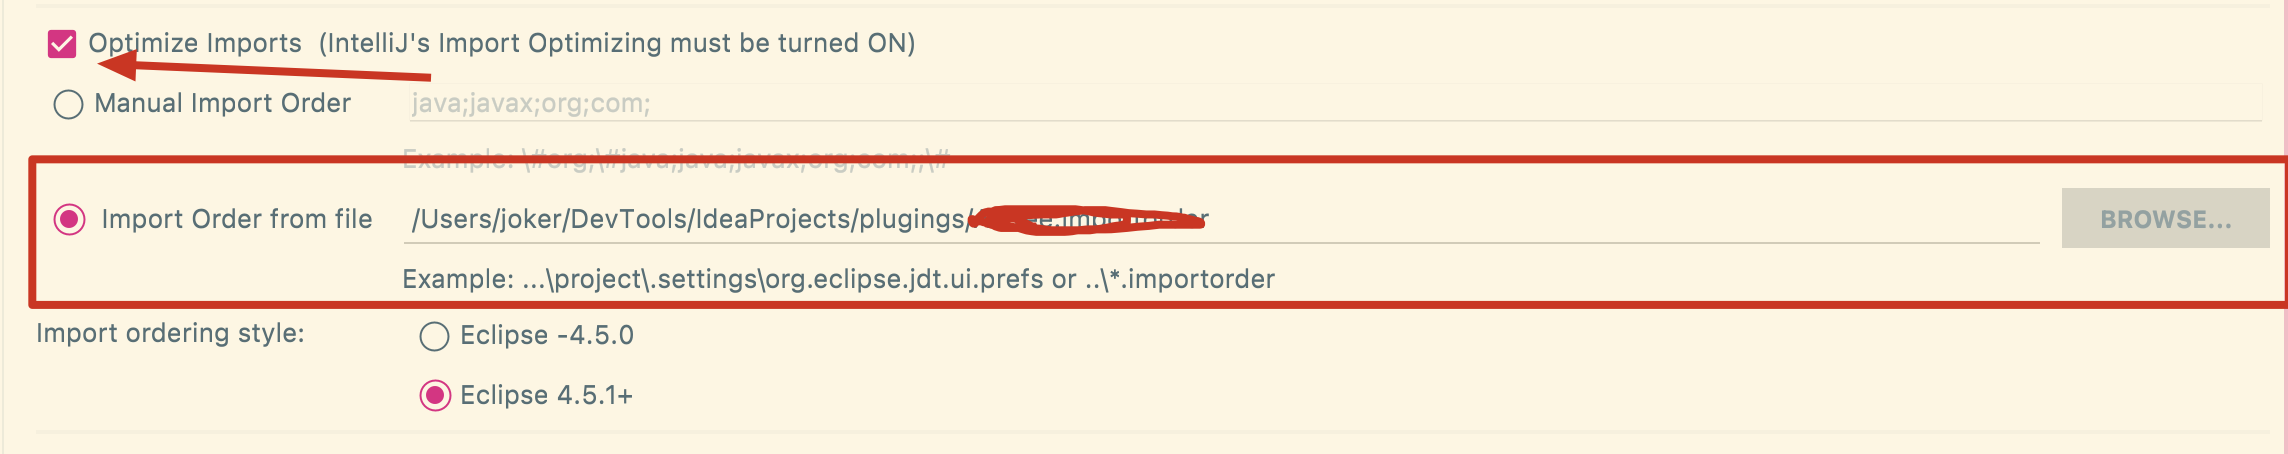 Optimize Imports (IntelliJ's Import Optimizing must be turned ON)
Manual Import Order java;javax;org;com;
Example: \#org;\#java;java;javax;org;com;;\#
Import Order from file /Users/joker/DevTools/IdeaProjects/plugings/ BROWSE...
Example: ...\project\.settings\org.eclipse.jdt.ui.prefs or ..\*.importorder
Import ordering style: Eclipse -4.5.0
Eclipse 4.5.1+